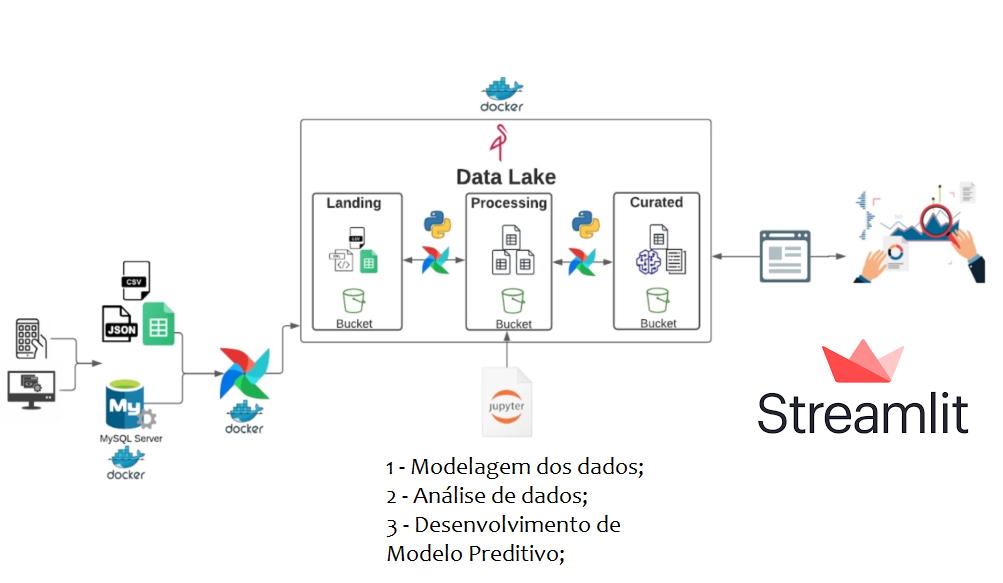 docker
Data Lake
Landing
Processing
Curated
CSV
Bucket
Bucket
Bucket
CSV
JSON
My
MySQL Server
docker
docker
jupyter
Streamlit
1 - Modelagem dos dados;
2 - Análise de dados;
3 - Desenvolvimento de
Modelo Preditivo;